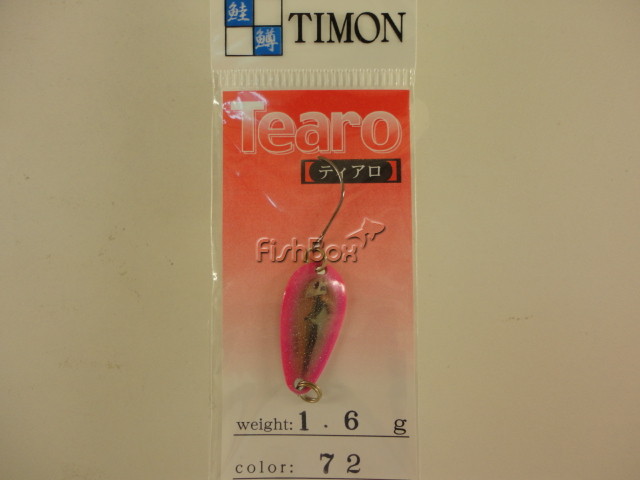 鮭
鱒
TIMON
Tearo
【ティアロ】
FishBox
weight: 1.6 g
color: 72